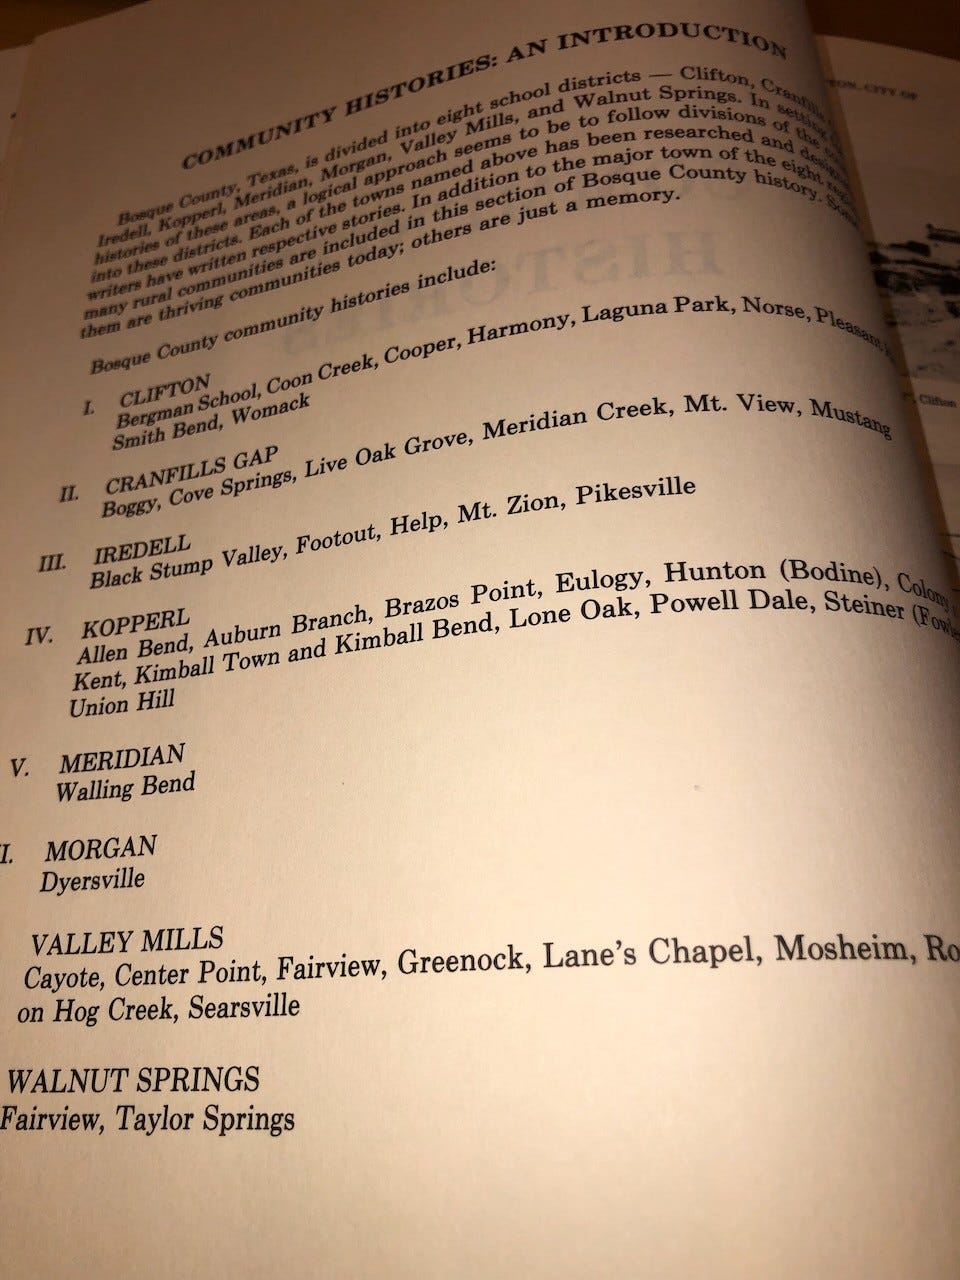 COMMUNITY HISTORIES: AN INTRODUCTION
Bosque County, Texas, is divided into eight school districts — Clifton, Cranfills
Iredell, Kopperl, Meridian, Morgan, Valley Mills, and Walnut Springs. In setting
histories of these areas, a logical approach seems to be to follow divisions of the
into these districts. Each of the towns named above has been researched and
writers have written respective stories. In addition to the major town of the eight
many rural communities are included in this section of Bosque County history. Some
them are thriving communities today; others are just a memory.
Bosque County community histories include:
I. CLIFTON
Bergman School, Coon Creek, Cooper, Harmony, Laguna Park, Norse, Pleasant
Smith Bend, Womack
II. CRANFILLS GAP
Boggy, Cove Springs, Live Oak Grove, Meridian Creek, Mt. View, Mustang
III. IREDELL
Black Stump Valley, Footout, Help, Mt. Zion, Pikesville
IV. KOPPERL
Allen Bend, Auburn Branch, Brazos Point, Eulogy, Hunton (Bodine), Colony
Kent, Kimball Town and Kimball Bend, Lone Oak, Powell Dale, Steiner
Union Hill
V. MERIDIAN
Walling Bend
I. MORGAN
Dyersville
VALLEY MILLS
Cayote, Center Point, Fairview, Greenock, Lane's Chapel, Mosheim, Ro
on Hog Creek, Searsville
WALNUT SPRINGS
Fairview, Taylor Springs
CITY OF
Clifton